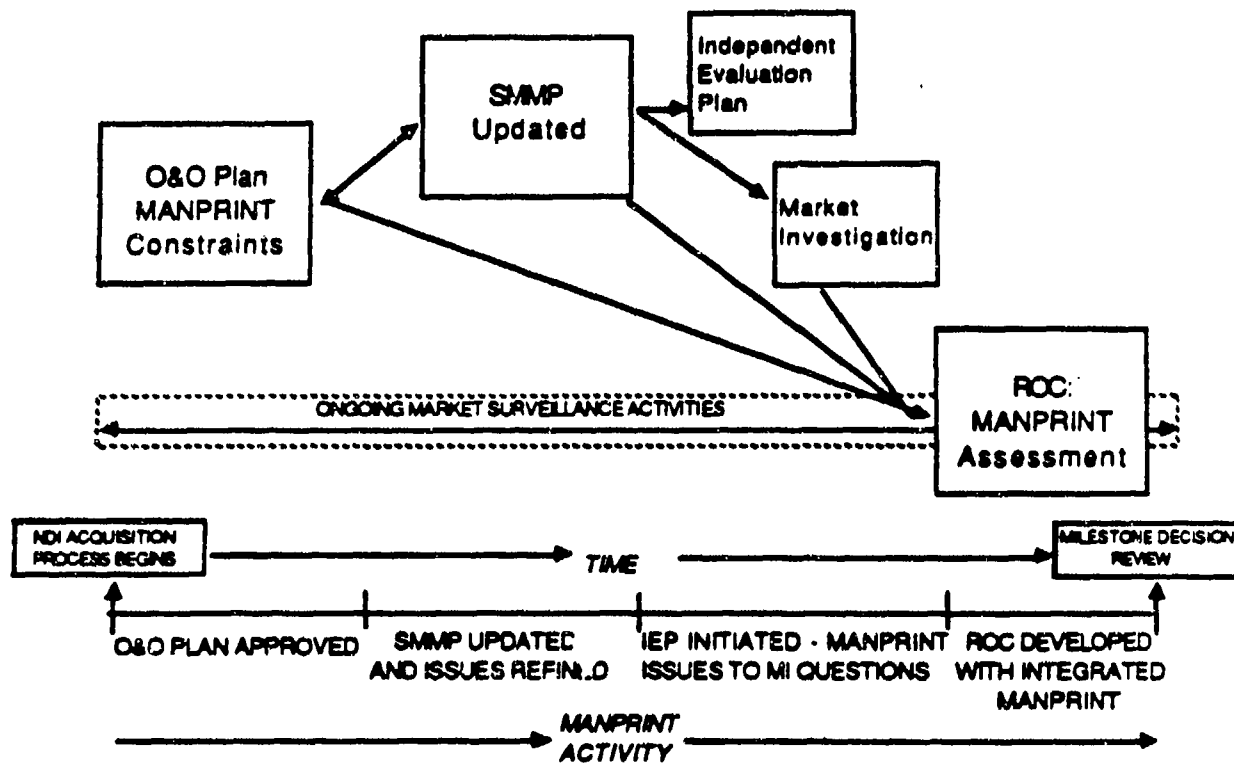 Independent
Evaluation
Plan
SMMP
Updated
O&O Plan
MANPRINT
Constraints
Market
Investigation
ROC:
MANPRINT
Assessment
ONGOING MARKET SURVEILLANCE ACTIVITIES
NDI ACQUISITION
PROCESS BEGINS
TIME
MILESTONE DECISION
REVIEW
O&O PLAN APPROVED
SMMP UPDATED
AND ISSUES REFINED
IEP INITIATED - MANPRINT
ISSUES TO MI QUESTIONS
ROC DEVELOPED
WITH INTEGRATED
MANPRINT
MANPRINT
ACTIVITY